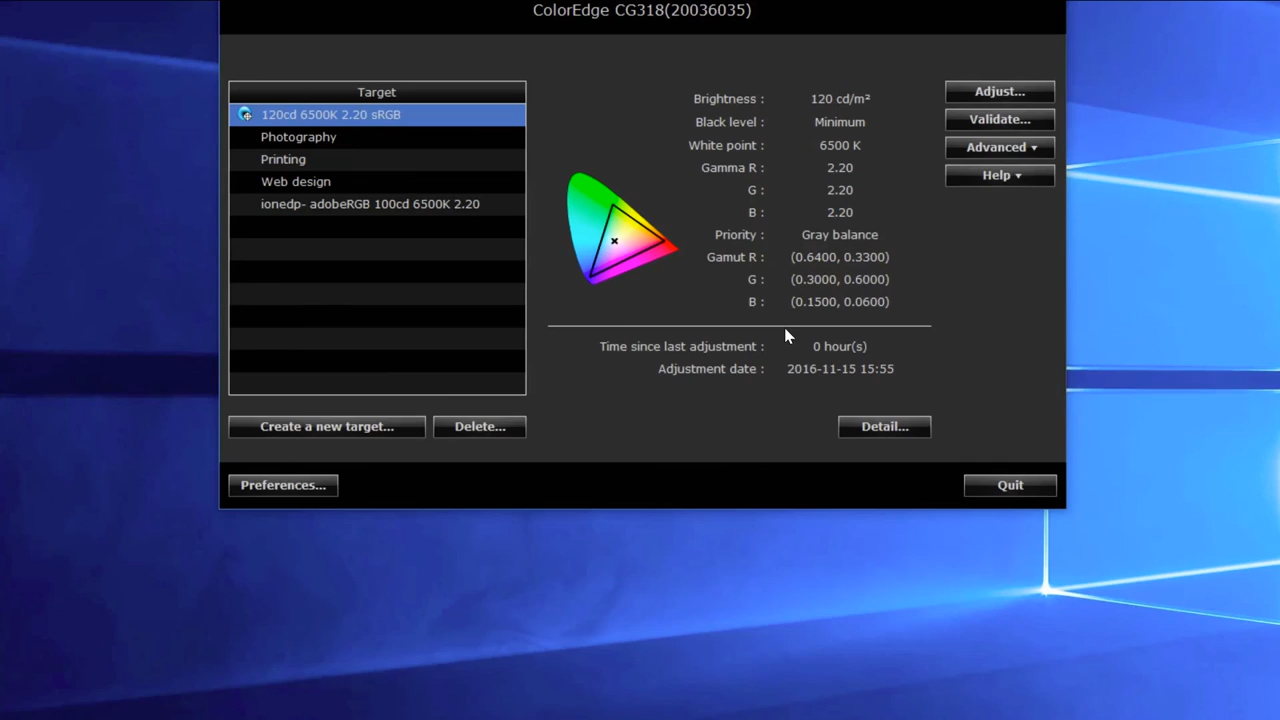 ColorEdge CG318(20036035)
Target
120cd 6500K 2.20 sRGB
Photography
Printing
Web design
ionedp- adobeRGB 100cd 6500K 2.20
Create a new target...
Delete...
Brightness : 120 cd/m²
Black level : Minimum
White point : 6500 K
Gamma R : 2.20
G : 2.20
B : 2.20
Priority : Gray balance
Gamut R : (0.6400, 0.3300)
G : (0.3000, 0.6000)
B : (0.1500, 0.0600)
Time since last adjustment : 0 hour(s)
Adjustment date : 2016-11-15 15:55
Detail...
Adjust...
Validate...
Advanced
Help
Preferences...
Quit